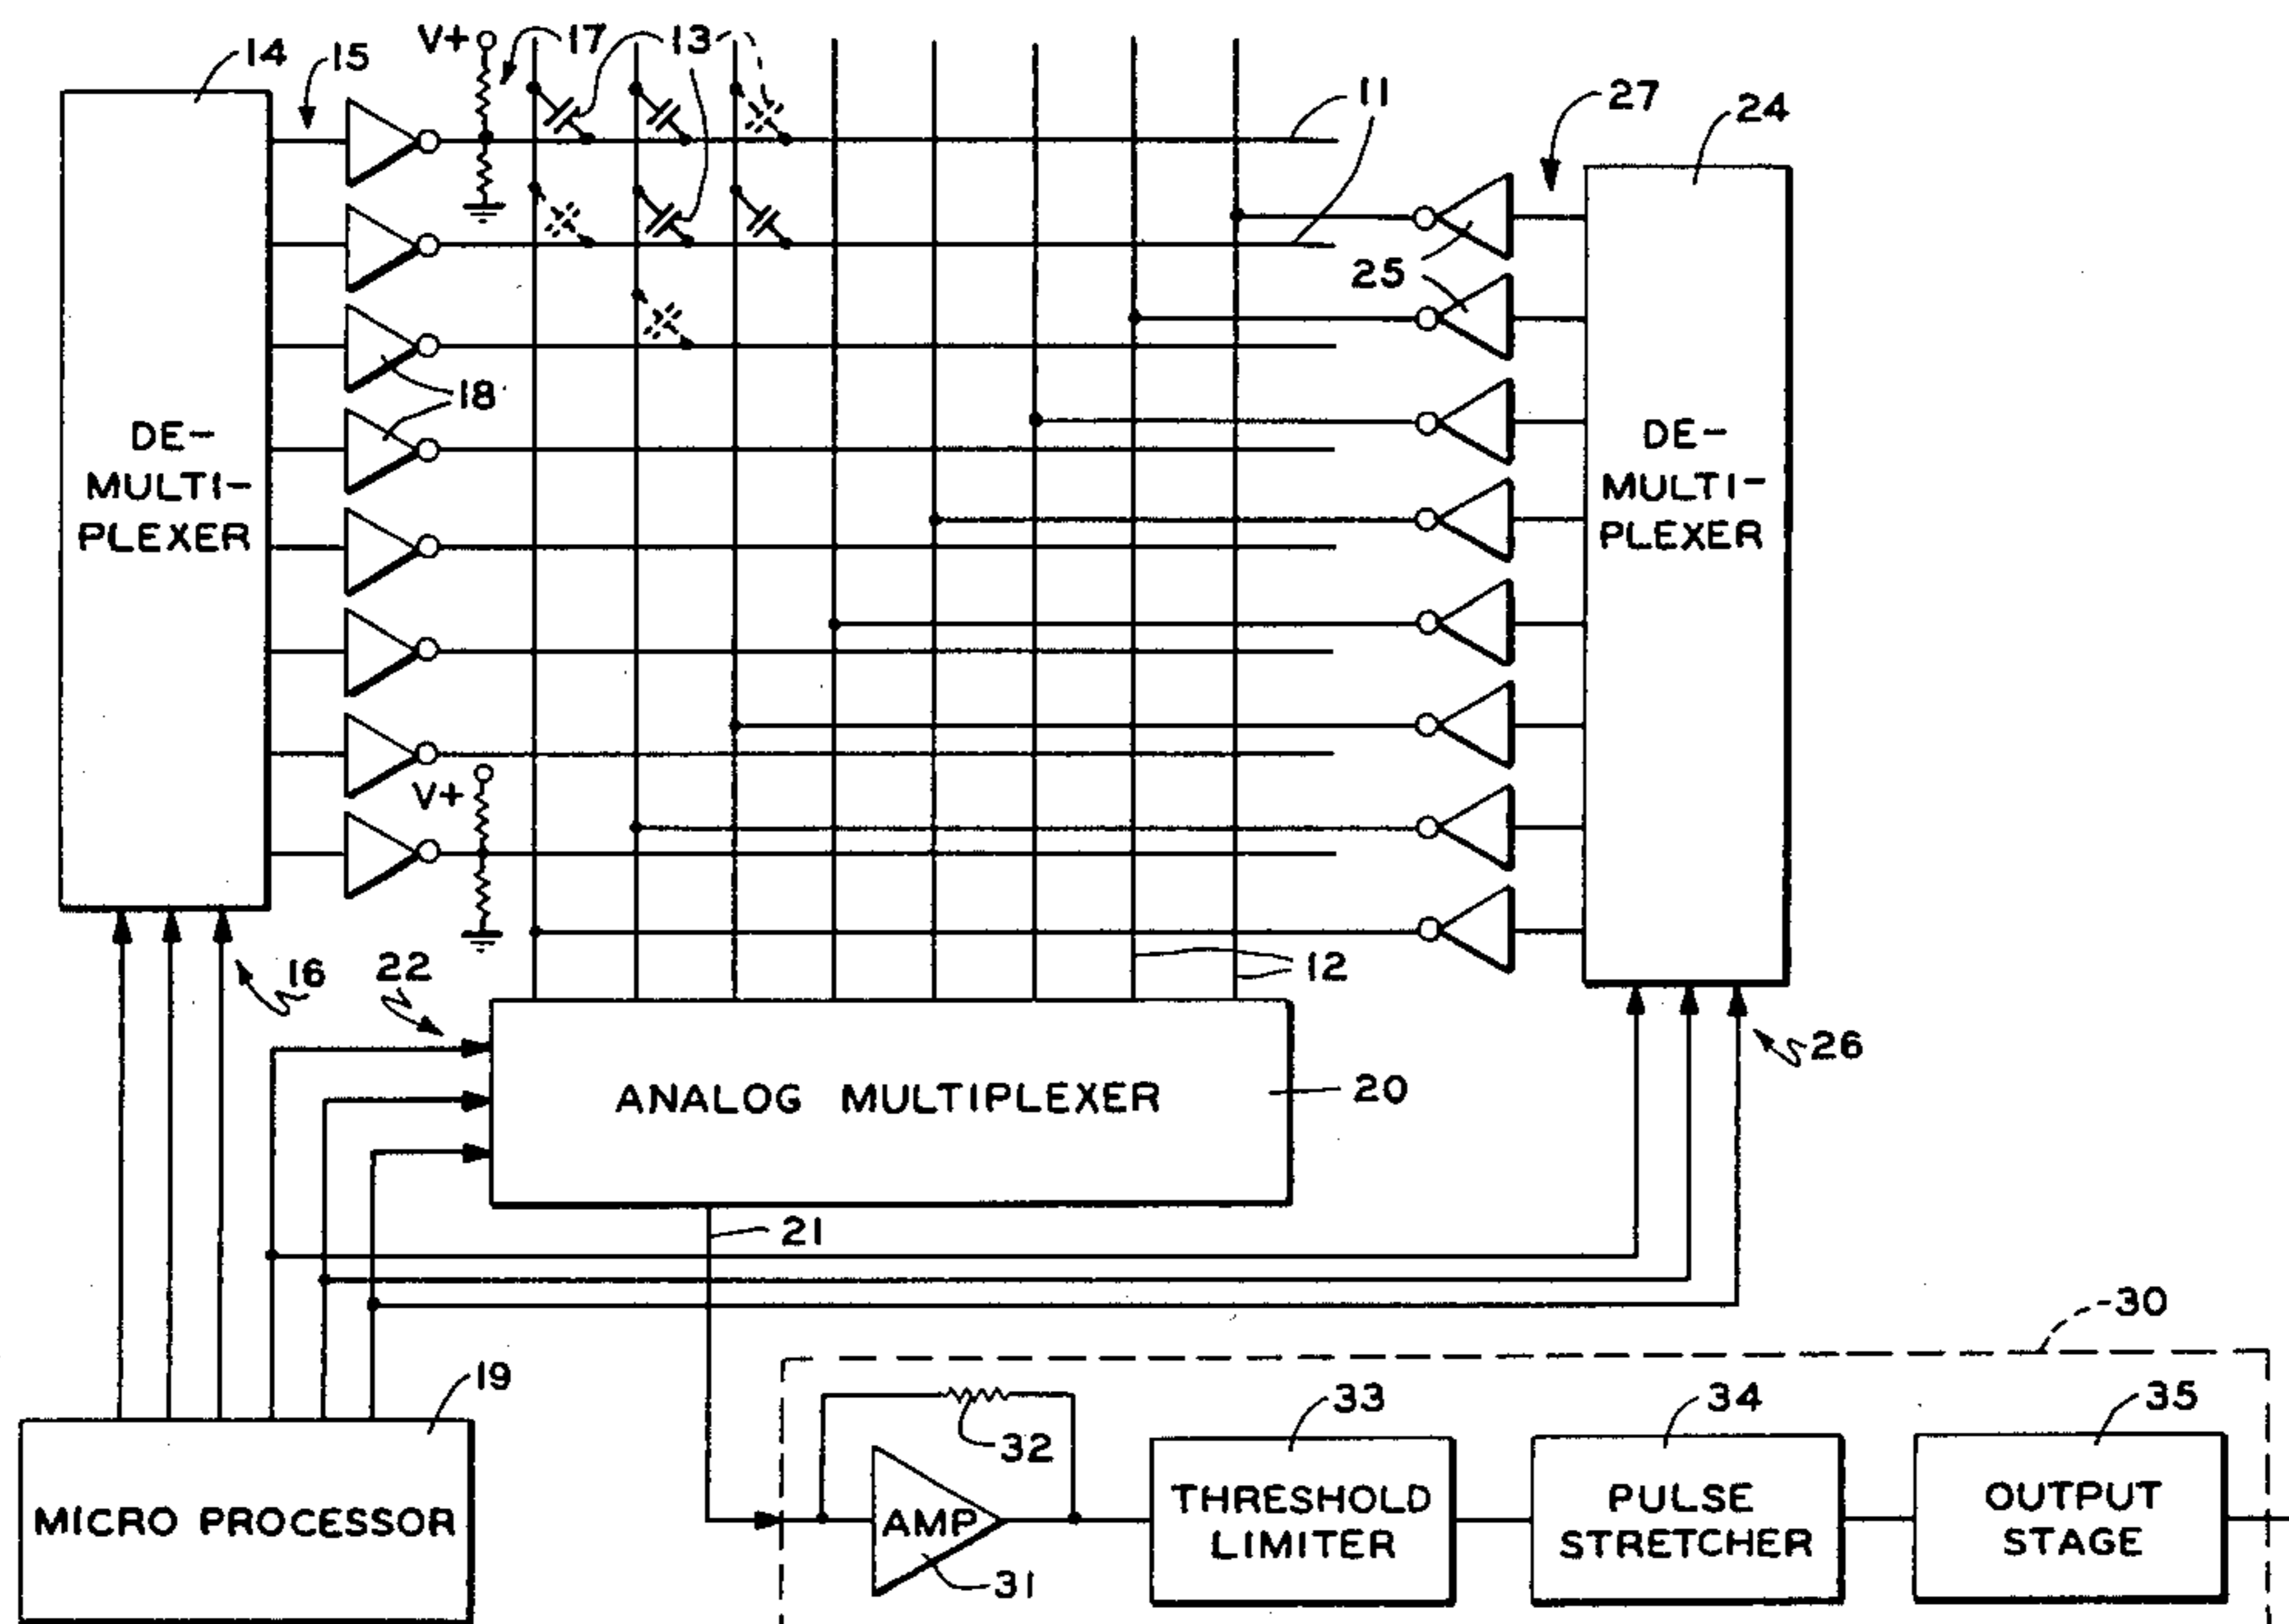 14
15
V+
17
13
11
27
24
25
18
DE-
MULTI-
PLEXER
DE-
MULTI-
PLEXER
V+
16
22
12
26
ANALOG MULTIPLEXER
20
21
30
19
MICRO PROCESSOR
32
AMP
31
33
THRESHOLD
LIMITER
34
PULSE
STRETCHER
35
OUTPUT
STAGE